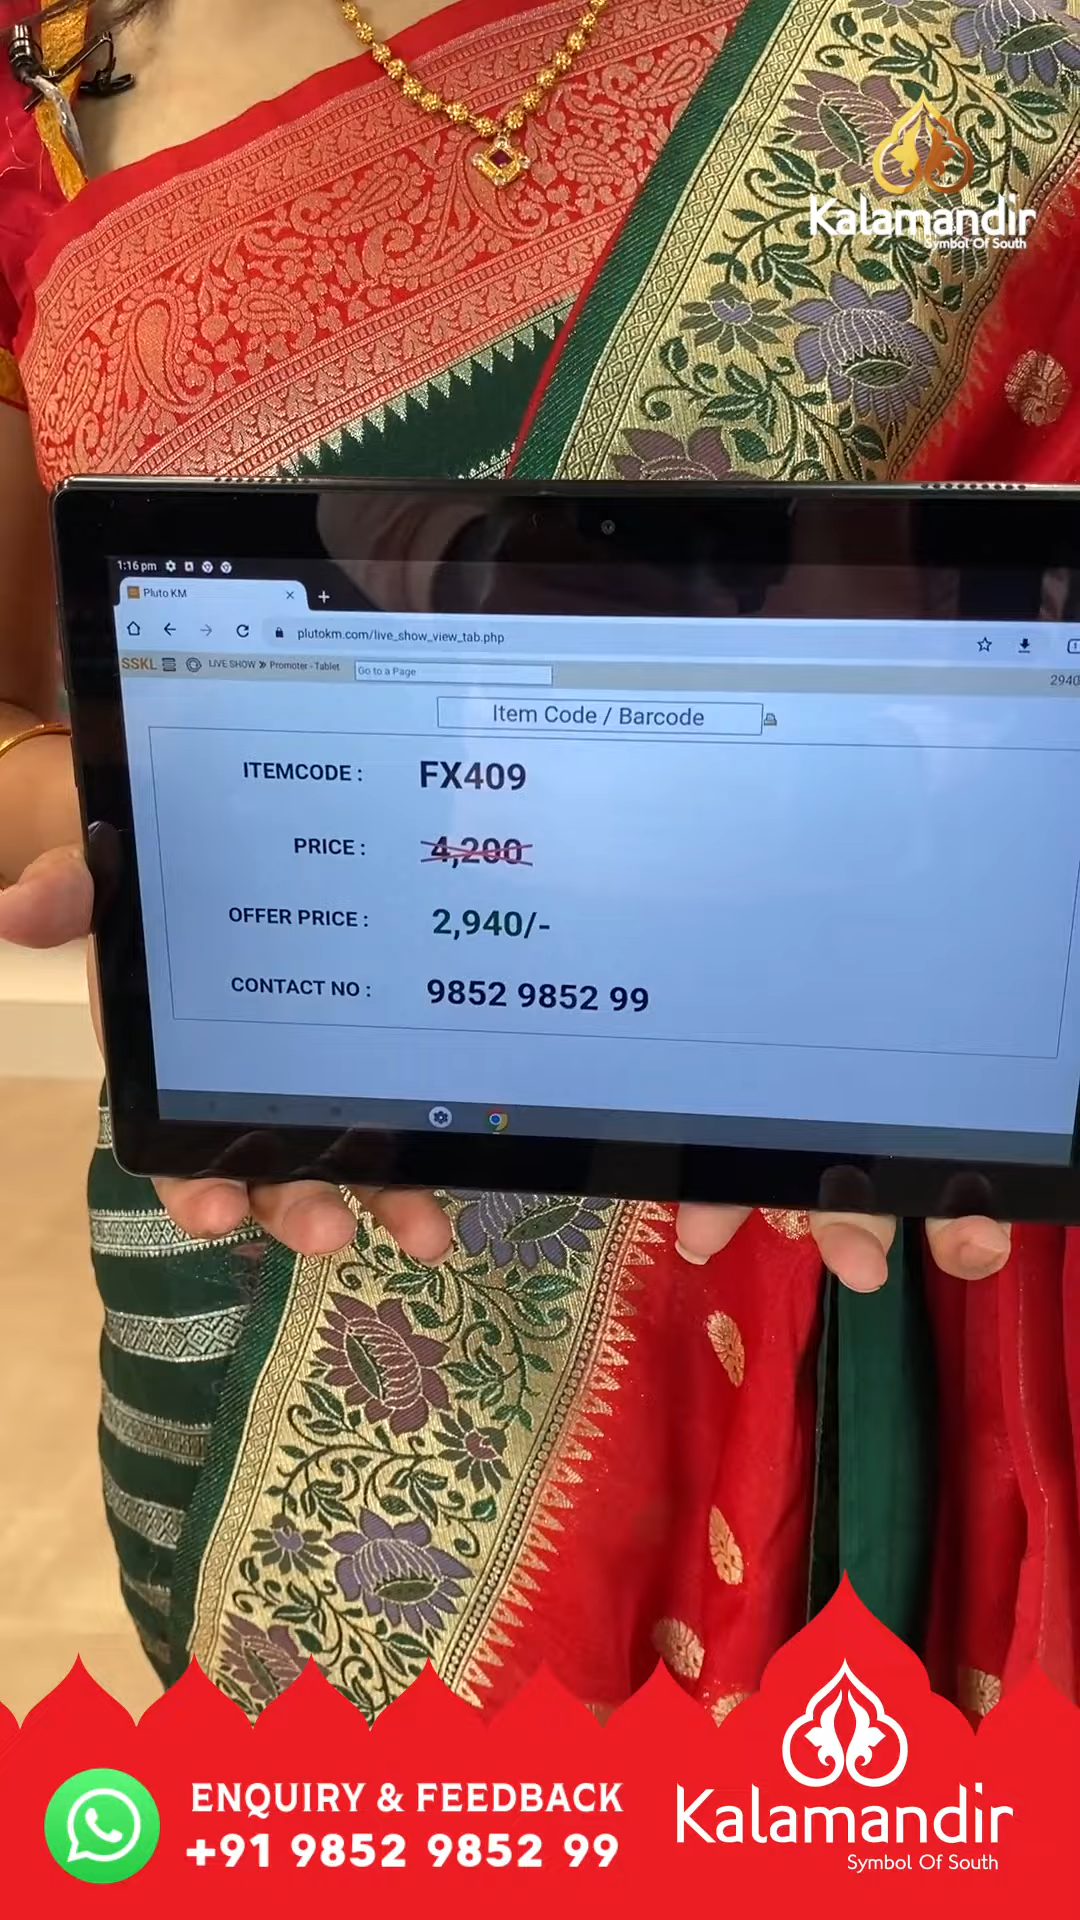 Kalamandir
Symbol Of South
1:16 pm
Pluto KM
plutokm.com/live_show_view_tab.php
SSKL
LIVE SHOW » Promoter - Tablet
Go to a Page
2940
Item Code / Barcode
ITEMCODE : FX409
PRICE : 4,200
OFFER PRICE : 2,940/-
CONTACT NO : 9852 9852 99
ENQUIRY & FEEDBACK
+91 9852 9852 99
Kalamandir
Symbol Of South